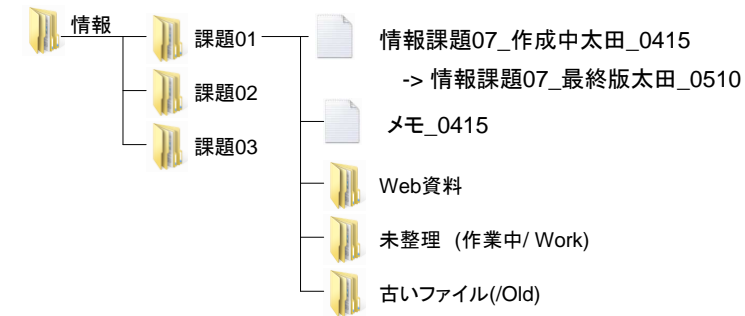 情報
課題01
課題02
課題03
情報課題07_作成中太田_0415
-> 情報課題07_最終版太田_0510
メモ_0415
Web資料
未整理 (作業中/ Work)
古いファイル(/Old)